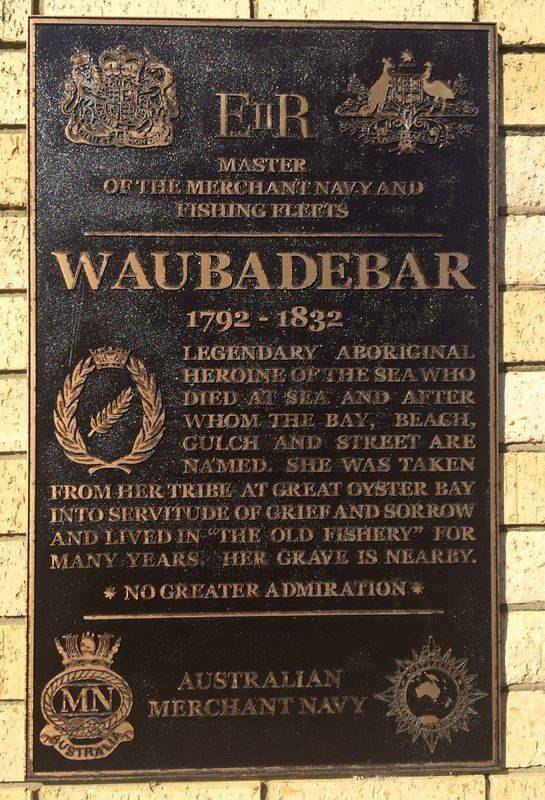 EIIR
MASTER
OF THE MERCHANT NAVY AND
FISHING FLEETS
WAUBADEBAR
1792 - 1832
LEGENDARY ABORIGINAL
HEROINE OF THE SEA WHO
DIED AT SEA AND AFTER
WHOM THE BAY, BEACH,
GULCH AND STREET ARE
NAMED. SHE WAS TAKEN
FROM HER TRIBE AT GREAT OYSTER BAY
INTO SERVITUDE OF GRIEF AND SORROW
AND LIVED IN "THE OLD FISHERY" FOR
MANY YEARS. HER GRAVE IS NEARBY.
* NO GREATER ADMIRATION *
MN
AUSTRALIA
AUSTRALIAN
MERCHANT NAVY